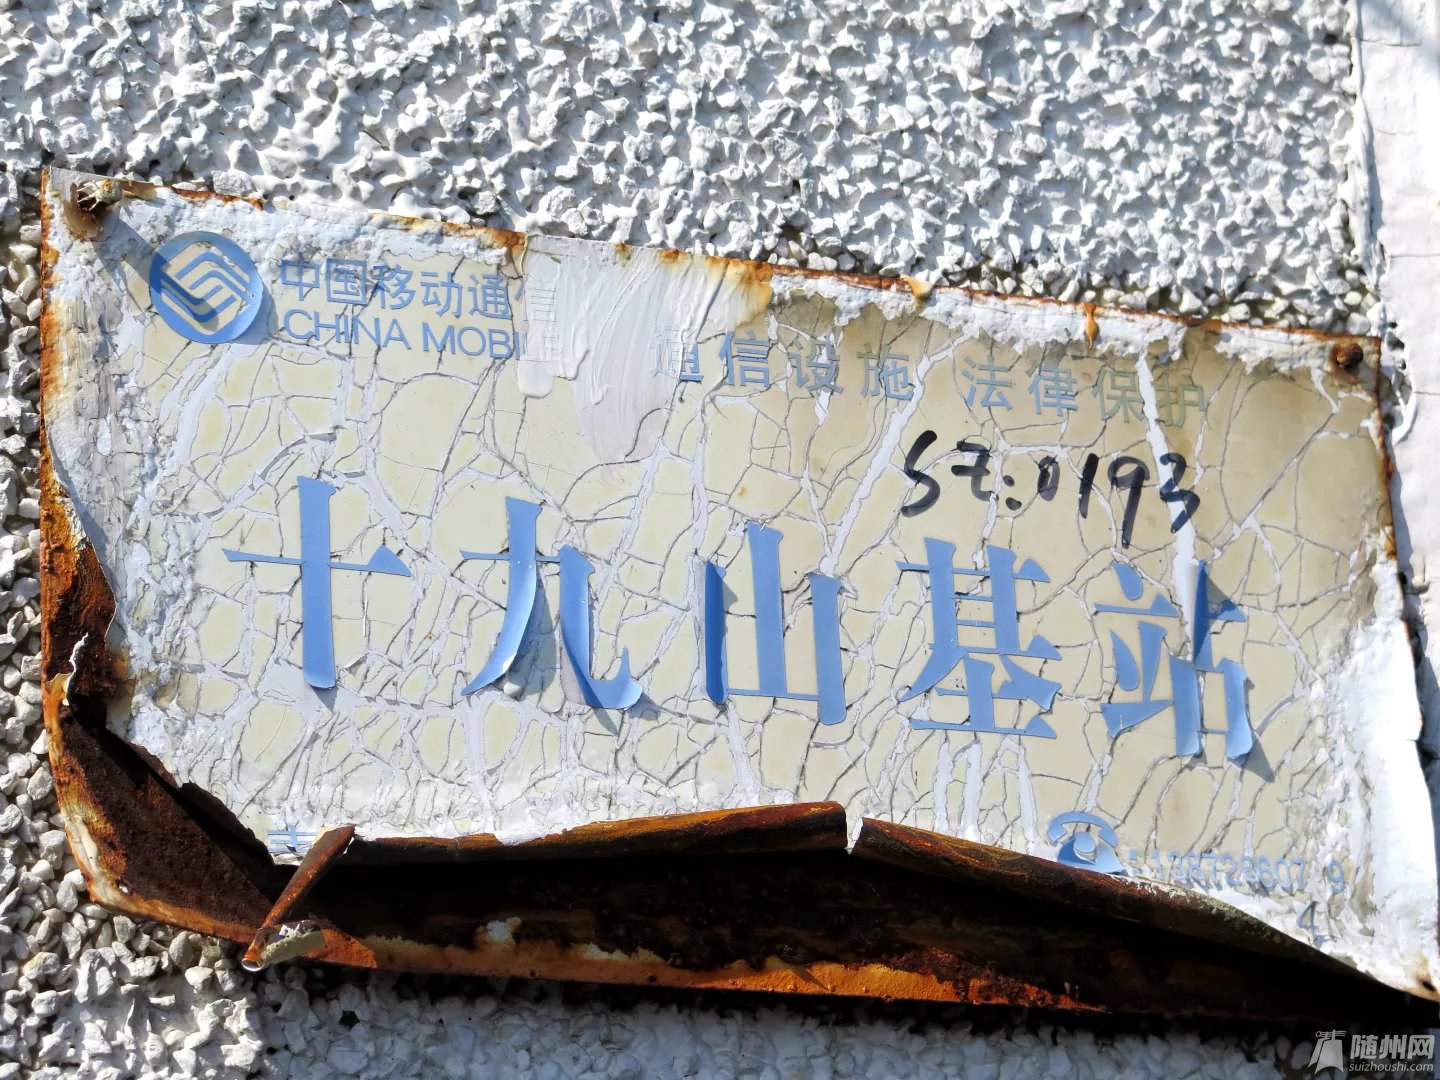 中国移动通信
CHINA MOBI
通信设施 法律保护
SZ:0193
十九山基站
随州网
suizhoushi.com